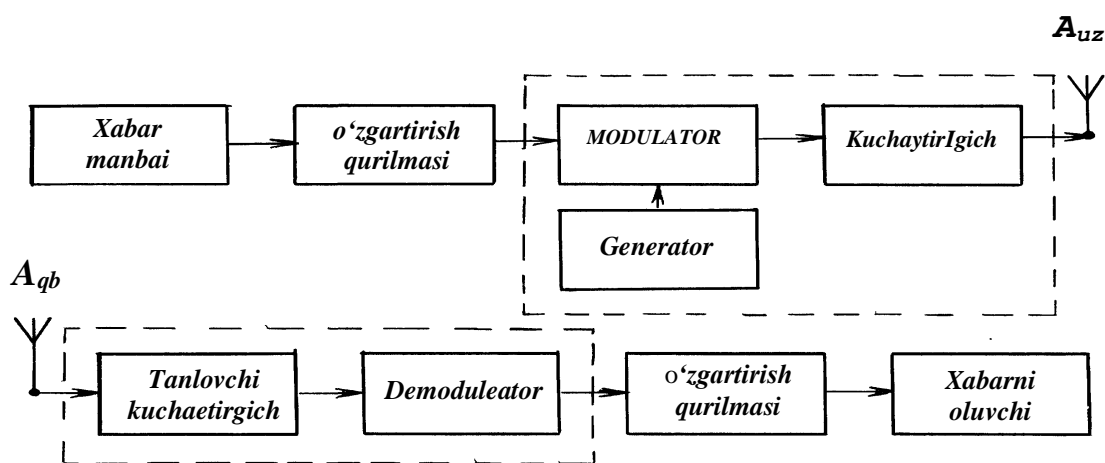 A_uz
Xabar
manbai
o‘zgartirish
qurilmasi
MODULATOR
KuchaytirIgich
Generator
A_qb
Tanlovchi
kuchaetirgich
Demoduleator
o‘zgartirish
qurilmasi
Xabarni
oluvchi